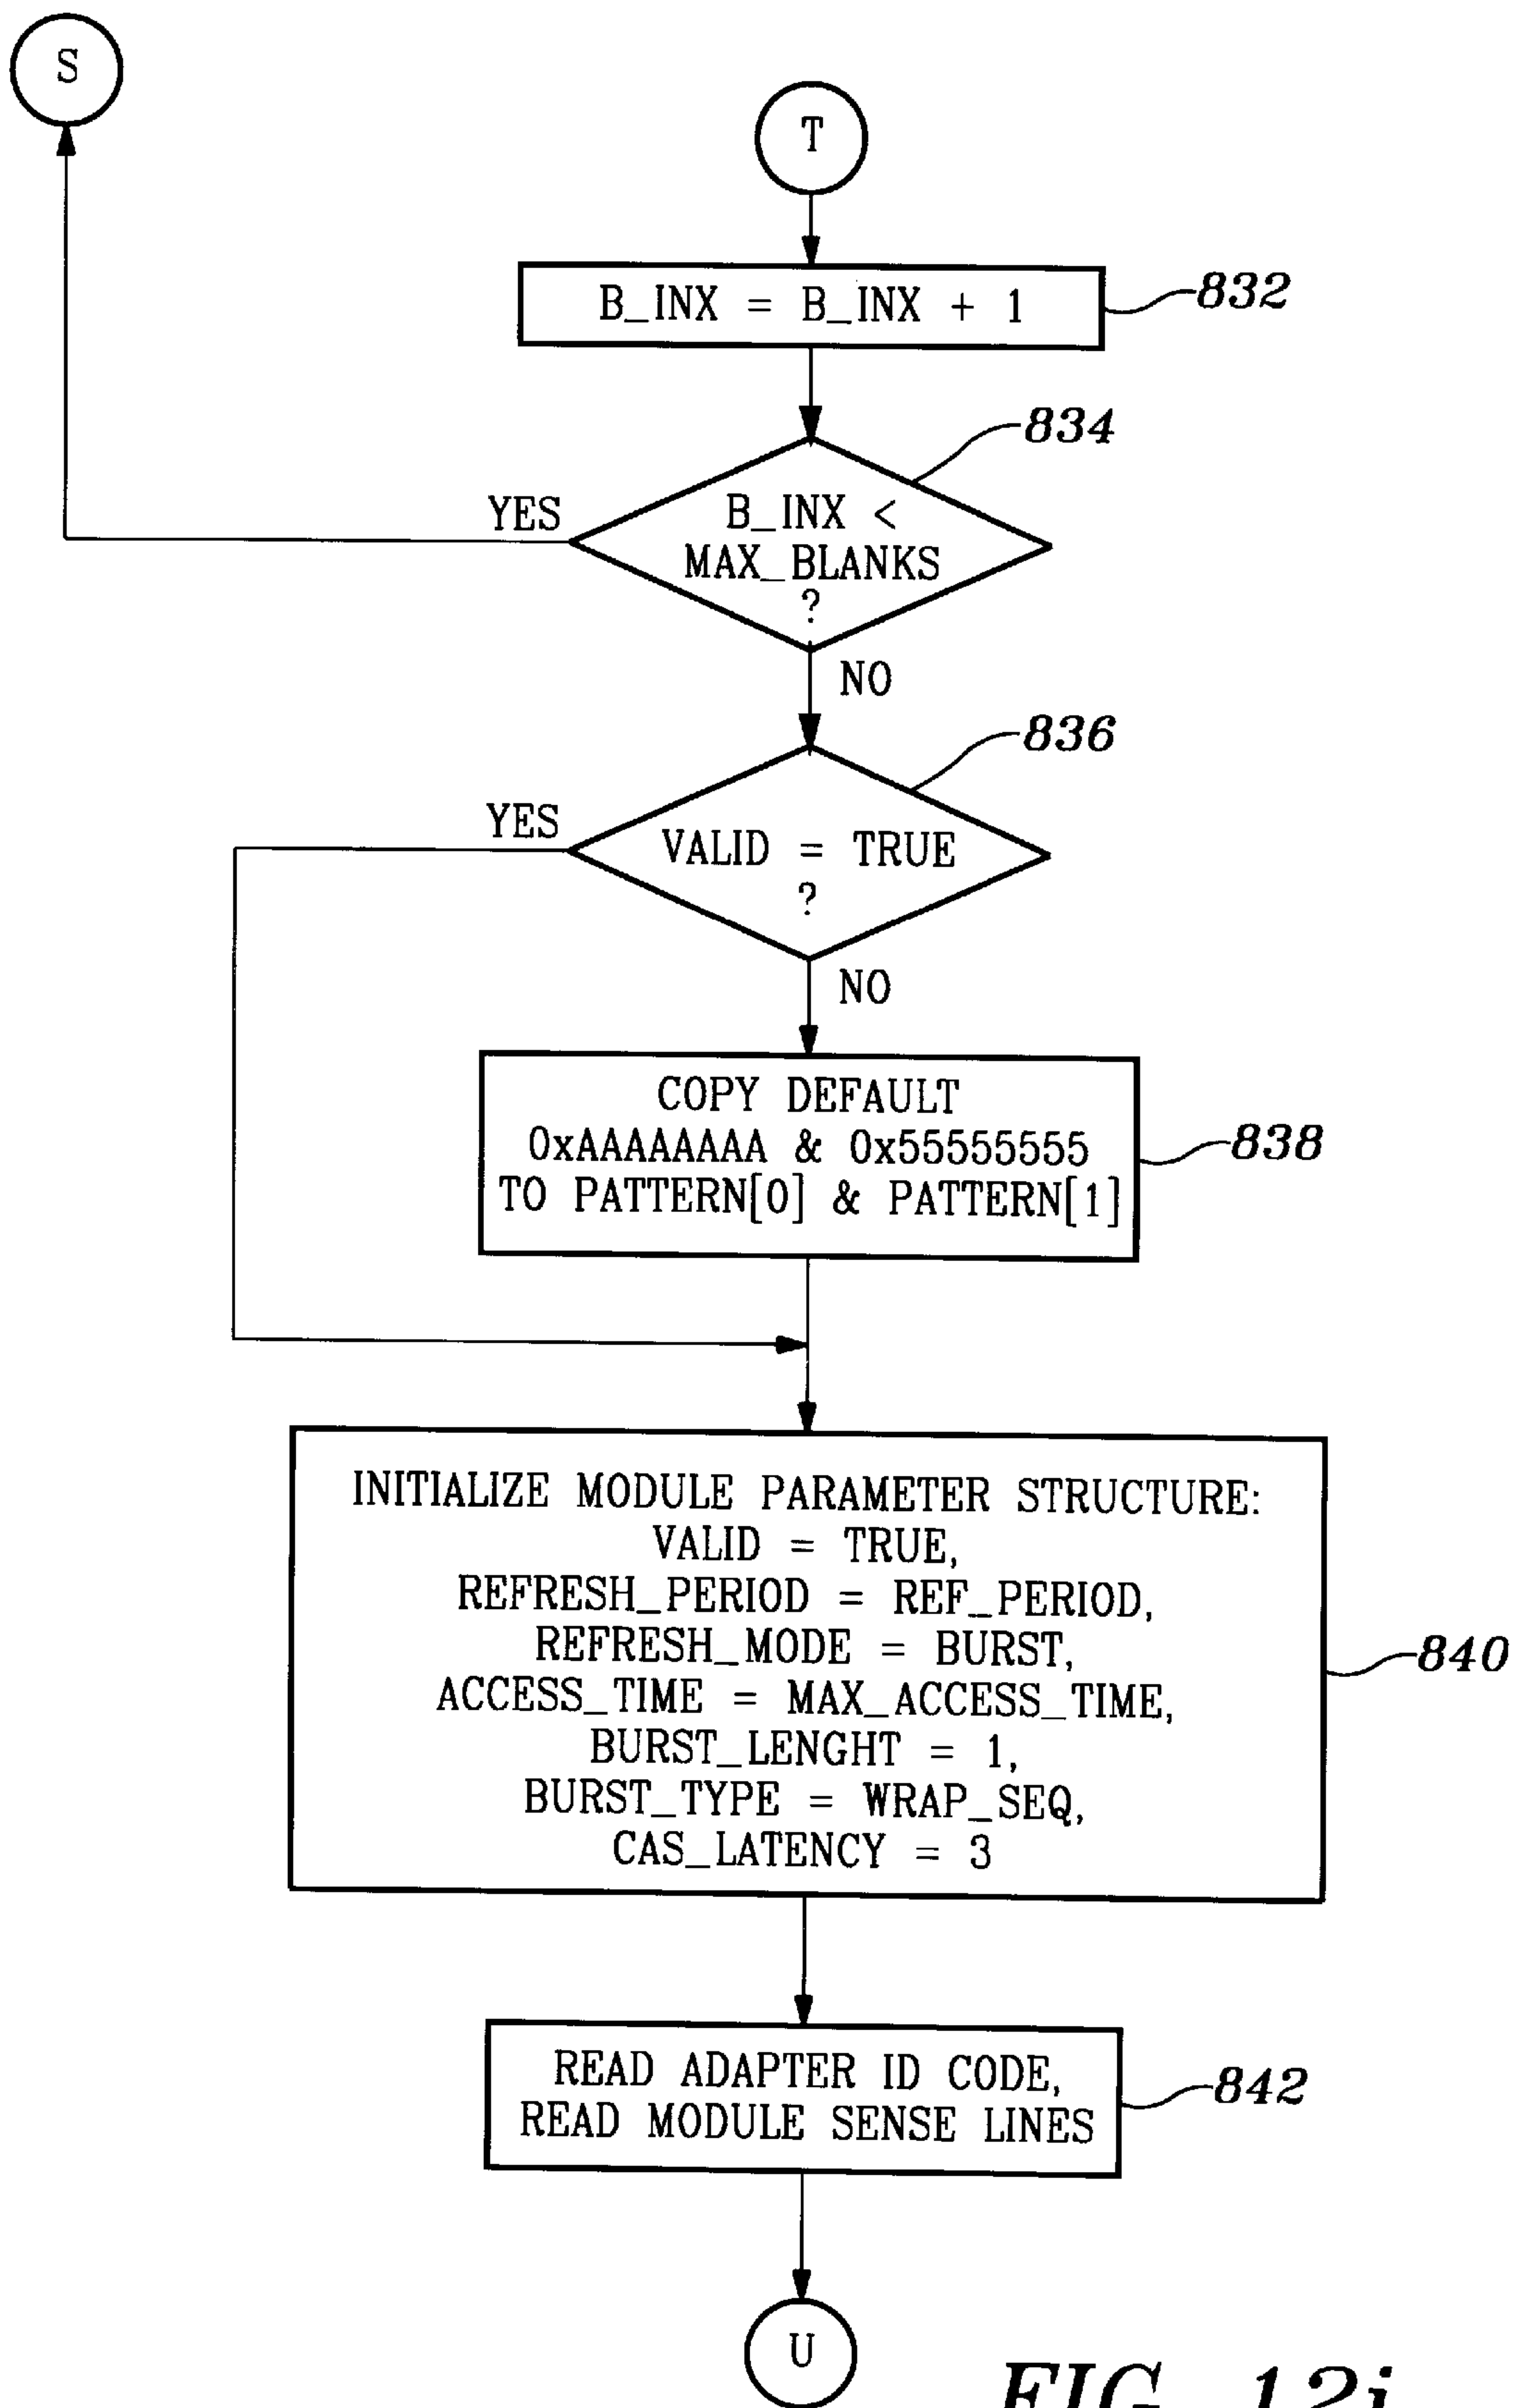 S
T
B_INX = B_INX + 1
832
834
B_INX <
MAX_BLANKS
?
YES
NO
836
YES
VALID = TRUE
?
NO
COPY DEFAULT
0xAAAAAAAA & 0x55555555
TO PATTERN[0] & PATTERN[1]
838
INITIALIZE MODULE PARAMETER STRUCTURE:
VALID = TRUE,
REFRESH_PERIOD = REF_PERIOD,
REFRESH_MODE = BURST,
ACCESS_TIME = MAX_ACCESS_TIME,
BURST_LENGHT = 1,
BURST_TYPE = WRAP_SEQ,
CAS_LATENCY = 3
840
READ ADAPTER ID CODE,
READ MODULE SENSE LINES
842
U
FIG. 12i